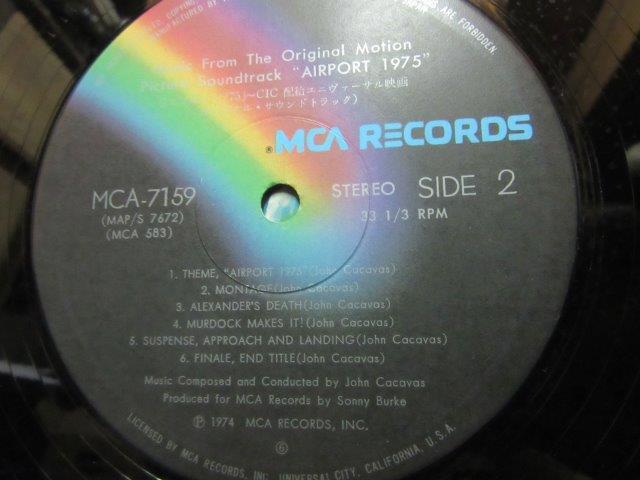 ARE FORBIDDEN.
From The Original Motion
Picture Soundtrack "AIRPORT 1975"
CIC 配給ユニヴァーサル映画
サウンドトラック)
® MCA RECORDS
MCA-7159
(MAP/S 7672)
(MCA 583)
STEREO SIDE 2
33 1/3 RPM
1. THEME, "AIRPORT 1975"(John Cacavas)
2. MONTAGE(John Cacavas)
3. ALEXANDER'S DEATH(John Cacavas)
4. MURDOCK MAKES IT!(John Cacavas)
5. SUSPENSE, APPROACH AND LANDING(John Cacavas)
6. FINALE, END TITLE(John Cacavas)
Music Composed and Conducted by John Cacavas
Produced for MCA Records by Sonny Burke
Ⓟ 1974 MCA RECORDS, INC.
⑥
LICENSED BY MCA RECORDS, INC. UNIVERSAL CITY, CALIFORNIA, U.S.A.